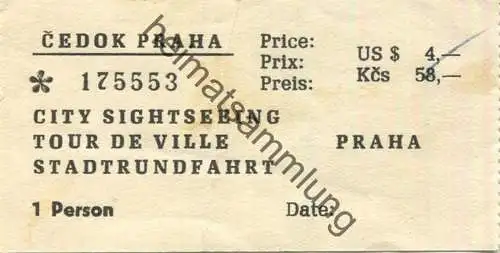 ČEDOK PRAHA
* 175553
Price: US $ 4,—
Prix:
Preis: Kčs 58,—
CITY SIGHTSEEING
TOUR DE VILLE PRAHA
STADTRUNDFAHRT
1 Person Date:
heimatsammlung